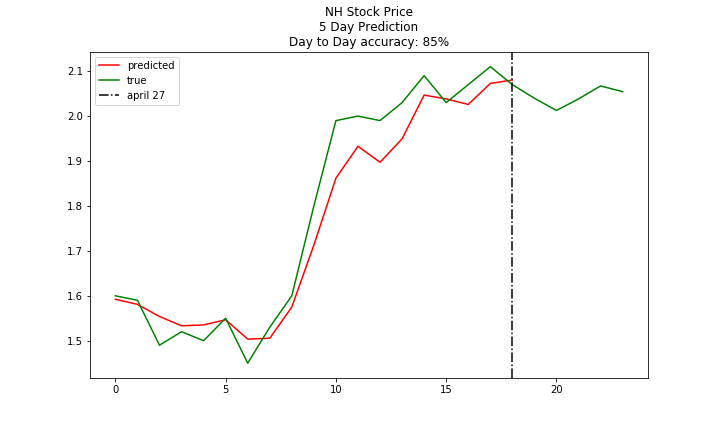 NH Stock Price
5 Day Prediction
Day to Day accuracy: 85%
predicted
true
april 27
2.1
2.0
1.9
1.8
1.7
1.6
1.5
0
5
10
15
20